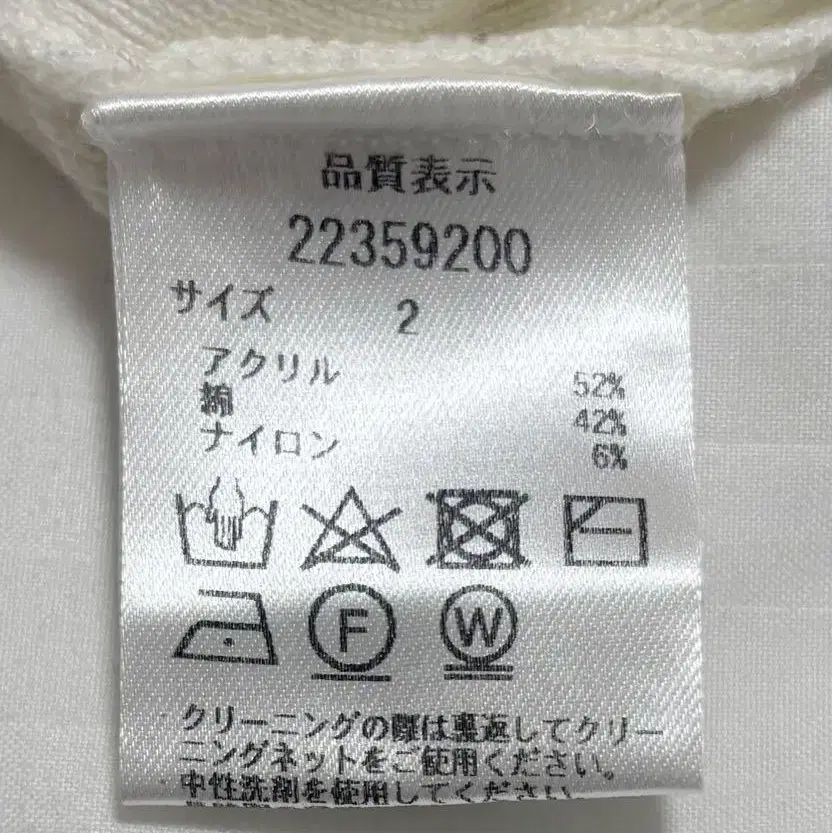 品質表示
22359200
サイズ 2
アクリル 52%
綿 42%
ナイロン 6%
F W
クリーニングの際は裏返してクリー
ニングネットをご使用ください。
中性洗剤を使用してください。